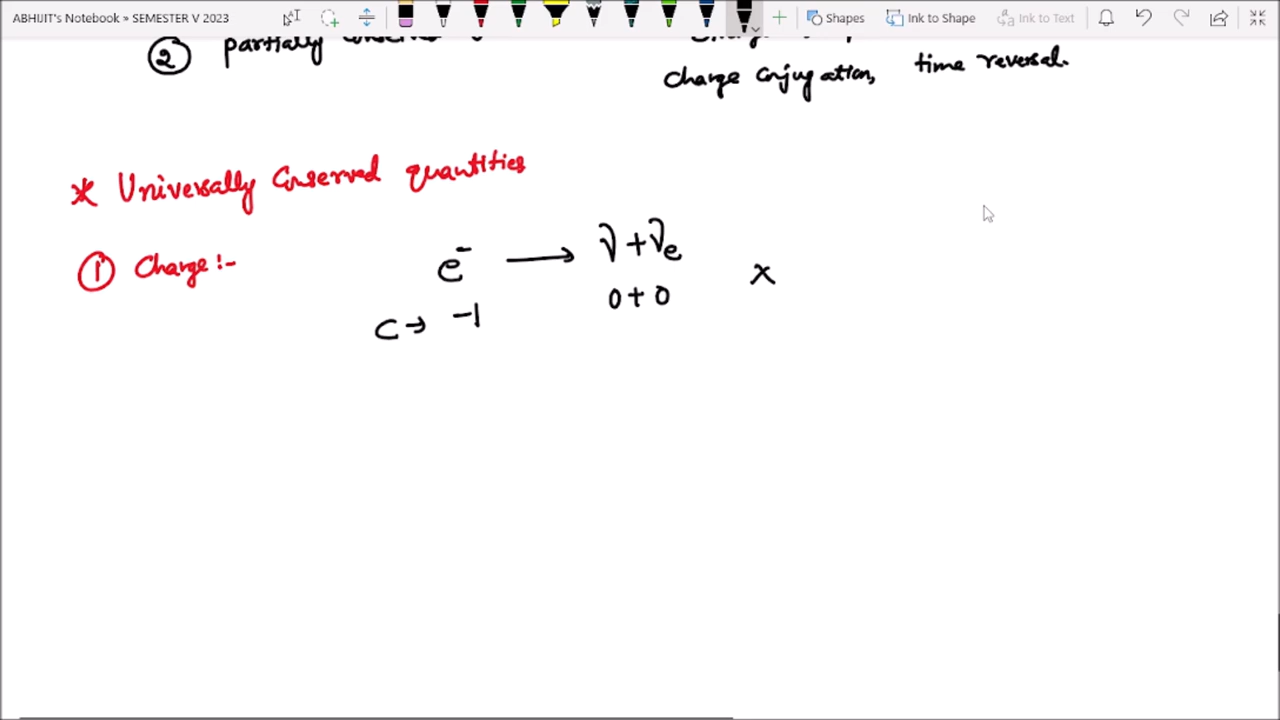 ABHIJIT's Notebook » SEMESTER V 2023
Shapes Ink to Shape Ink to Text
② partially
charge conjugation, time reversal.
* Universally Conserved quantities
① Charge :-
e⁻ → ν + νe
C → -1 0 + 0 ×